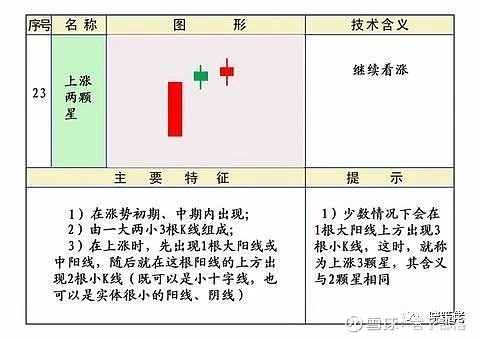 序号 名称 图形 技术含义
23
上涨
两颗
星
继续看涨
主要特征 提示
1）在涨势初期、中期内出现；
2）由一大两小3根K线组成；
3）在上涨时，先出现1根大阳线或
中阳线，随后就在这根阳线的上方出
现2根小K线（既可以是小十字线，也
可以是实体很小的阳线、阴线）
1）少数情况下会在
1根大阳线上方出现3
根小K线，这时，就称
为上涨3颗星，其含义
与2颗星相同
雪球